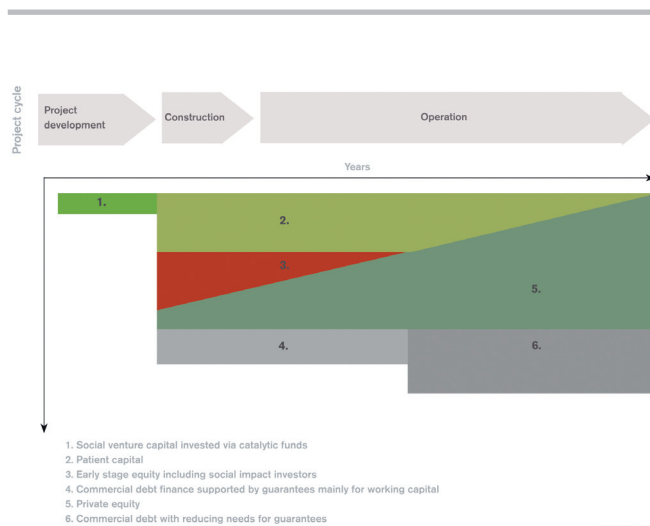 Project cycle
Project
development
Construction
Operation
Years
1.
2.
3.
5.
4.
6.
1. Social venture capital invested via catalytic funds
2. Patient capital
3. Early stage equity including social impact investors
4. Commercial debt finance supported by guarantees mainly for working capital
5. Private equity
6. Commercial debt with reducing needs for guarantees